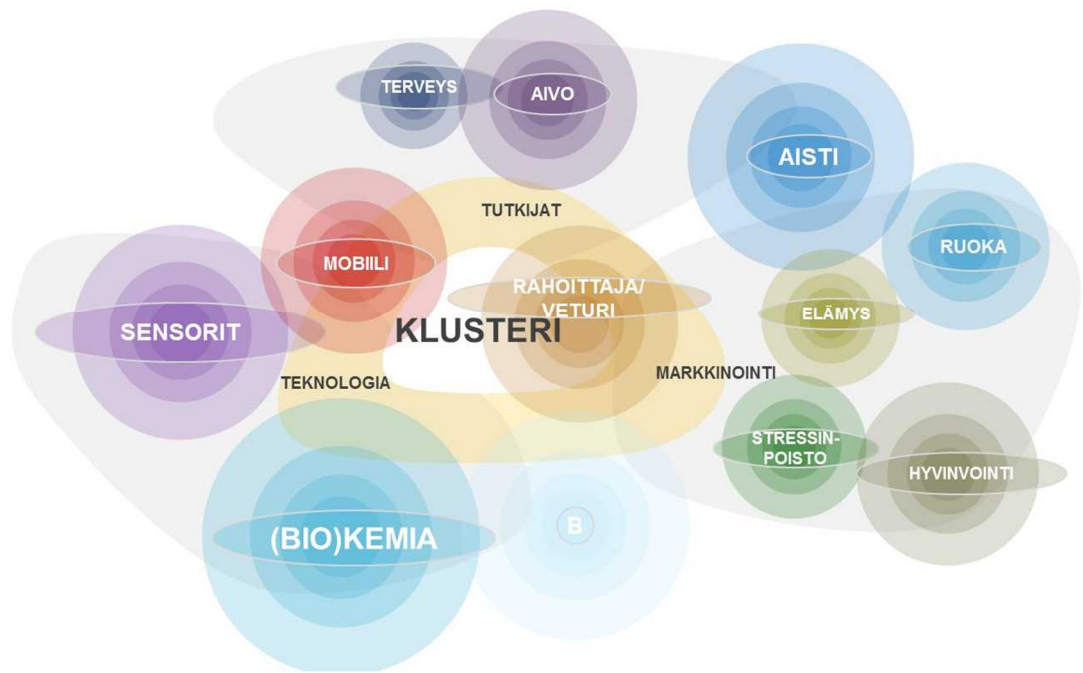 TERVEYS
AIVO
AISTI
TUTKIJAT
RUOKA
MOBIILI
RAHOITTAJA/
VETURI
ELÄMYS
SENSORIT
KLUSTERI
TEKNOLOGIA
MARKKINOINTI
STRESSIN-
POISTO
HYVINVOINTI
(BIO)KEMIA
B